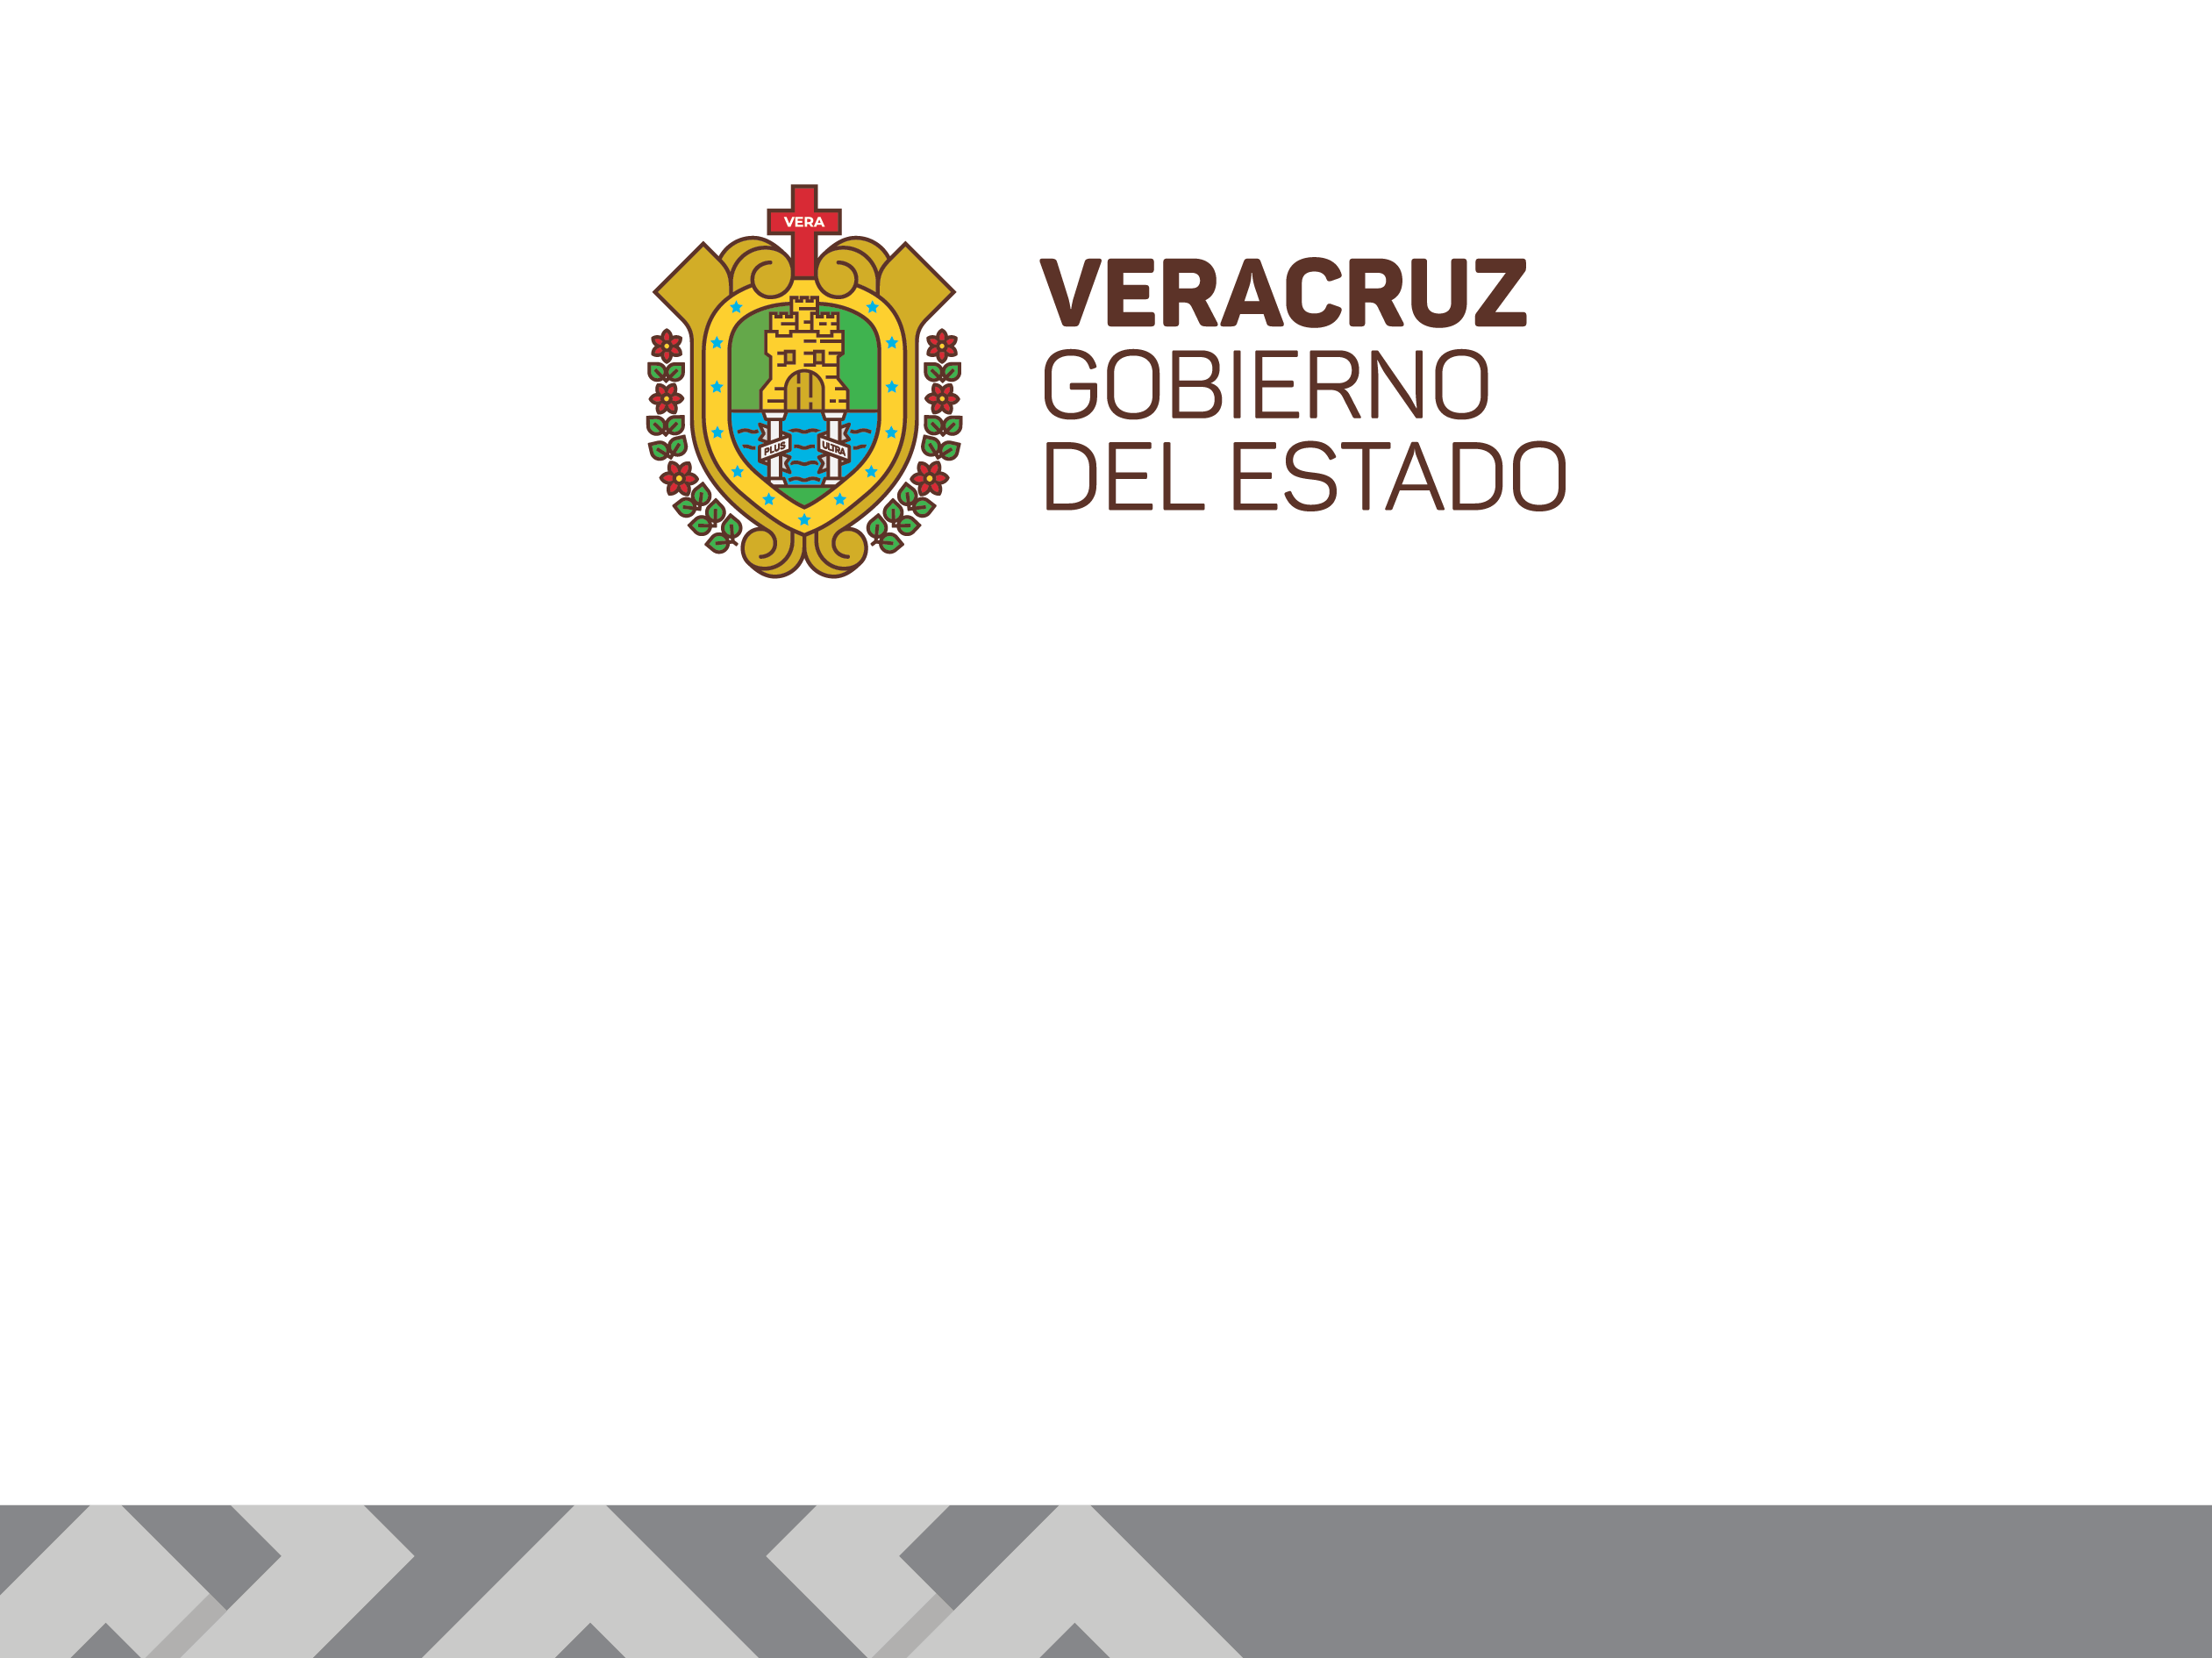 VERA
PLUS
ULTRA
VERACRUZ
GOBIERNO
DEL ESTADO